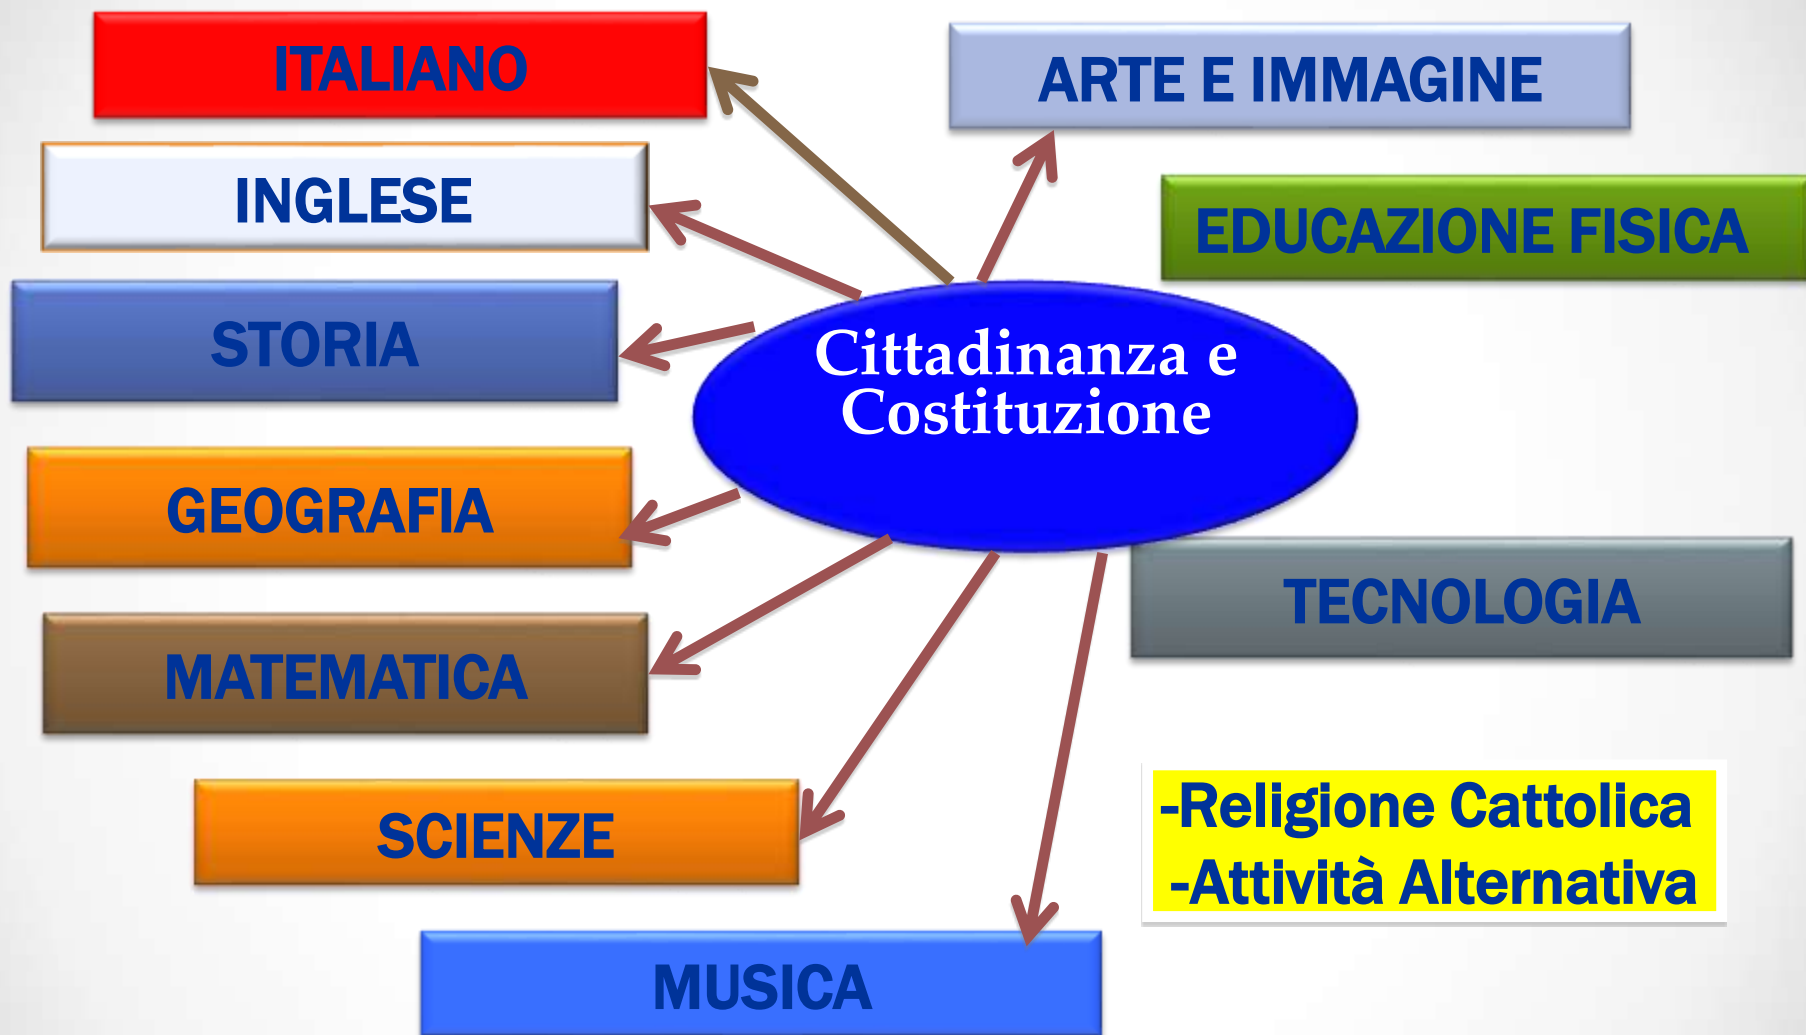 ITALIANO
ARTE E IMMAGINE
INGLESE
EDUCAZIONE FISICA
STORIA
Cittadinanza e
Costituzione
GEOGRAFIA
TECNOLOGIA
MATEMATICA
SCIENZE
-Religione Cattolica
-Attività Alternativa
MUSICA